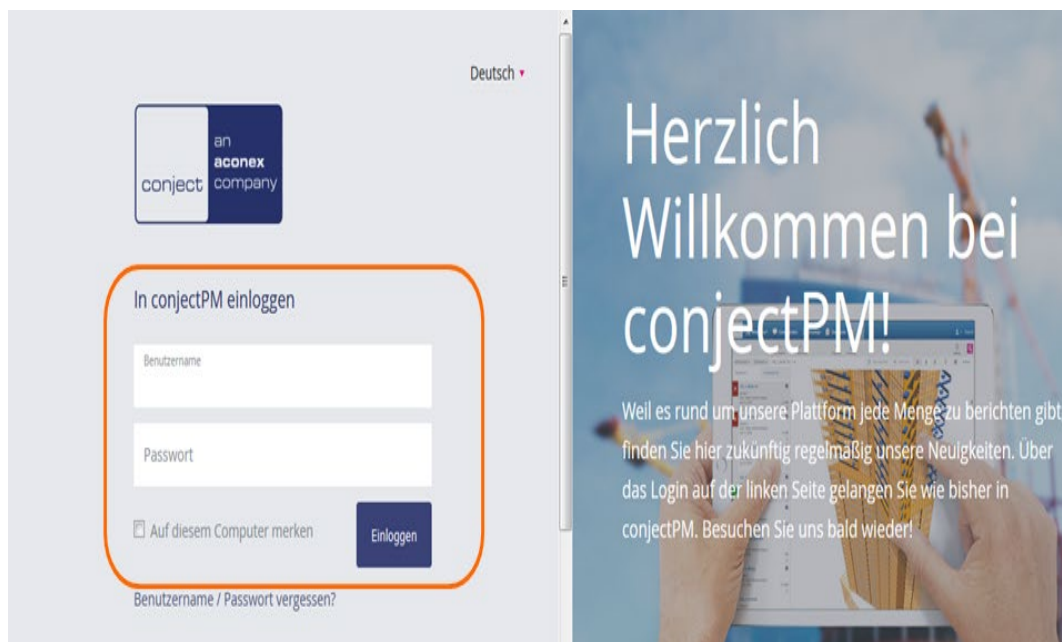 Deutsch
conject
an
aconex
company
In conjectPM einloggen
Benutzername
Passwort
Auf diesem Computer merken
Einloggen
Benutzername / Passwort vergessen?
Herzlich
Willkommen bei
conjectPM!
Weil es rund um unsere Plattform jede Menge zu berichten gibt
finden Sie hier zukünftig regelmäßig unsere Neuigkeiten. Über
das Login auf der linken Seite gelangen Sie wie bisher in
conjectPM. Besuchen Sie uns bald wieder!